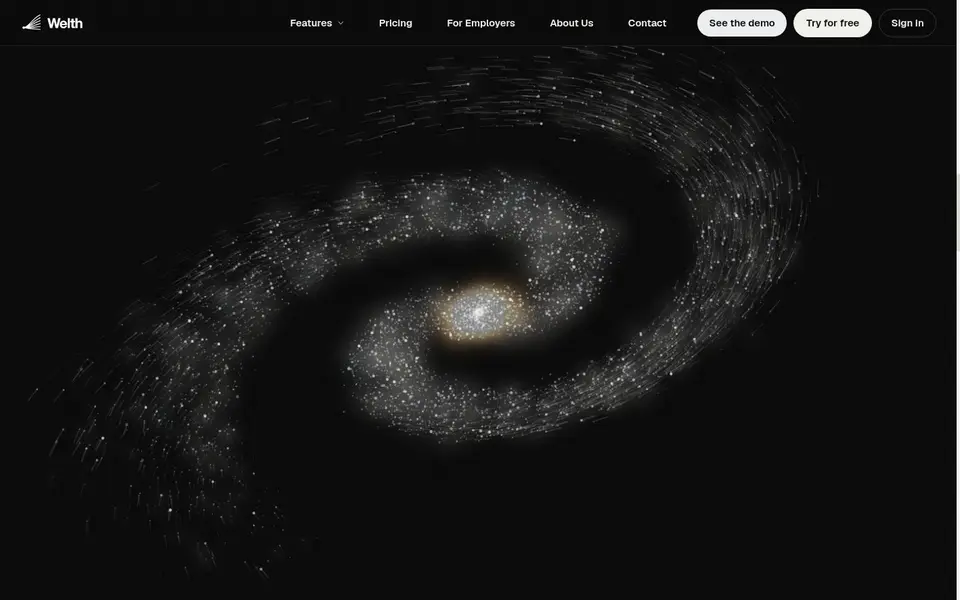 Welth
Features
Pricing
For Employers
About Us
Contact
See the demo
Try for free
Sign in